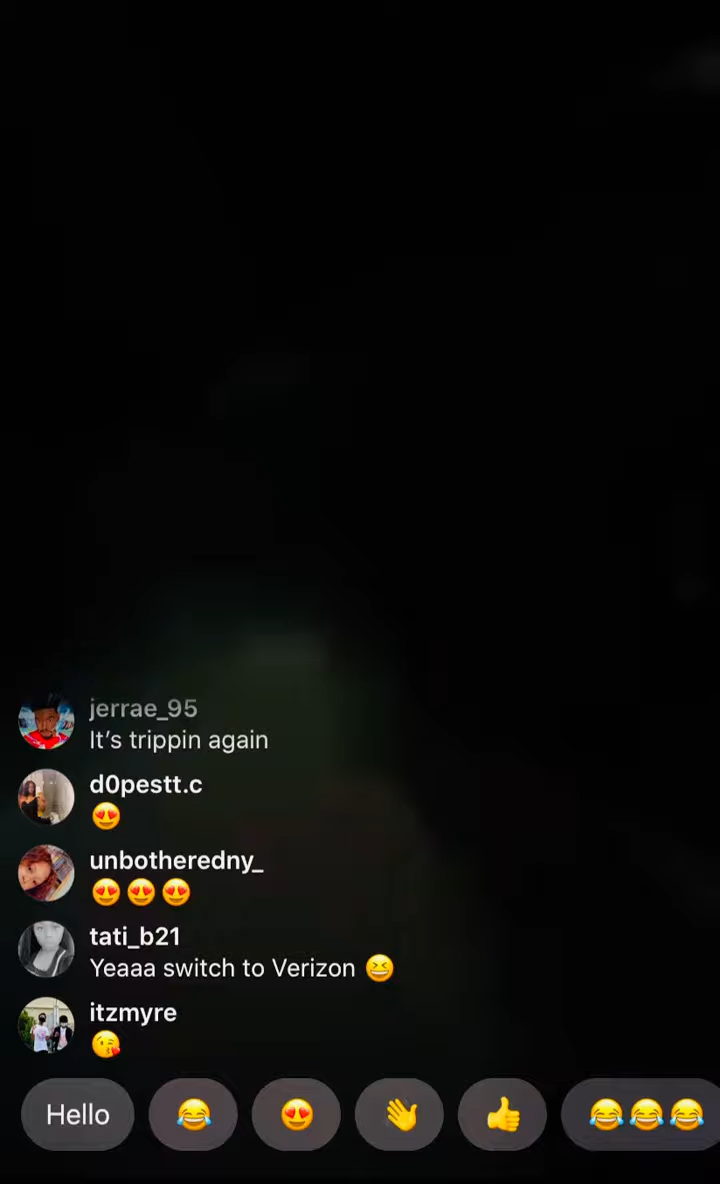 jerrae_95
It’s trippin again
d0pestt.c
😍
unbotheredny_
😍😍😍
tati_b21
Yeaaa switch to Verizon 😆
itzmyre
😘
Hello 😂 😍 👋 👍 😂😂😂